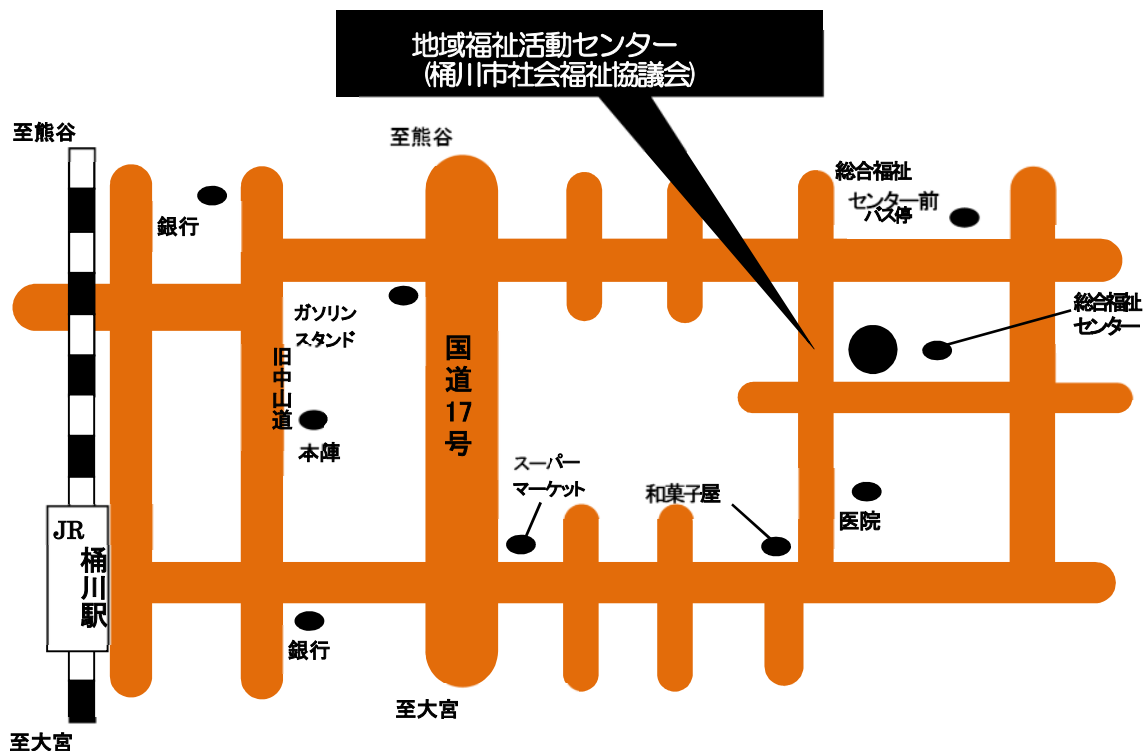 地域福祉活動センター
(桶川市社会福祉協議会)
至熊谷
至熊谷
総合福祉
センター前
バス停
銀行
ガソリン
スタンド
総合福祉
センター
旧中山道
国道17号
本陣
スーパー
マーケット
和菓子屋
医院
JR
桶川駅
銀行
至大宮
至大宮